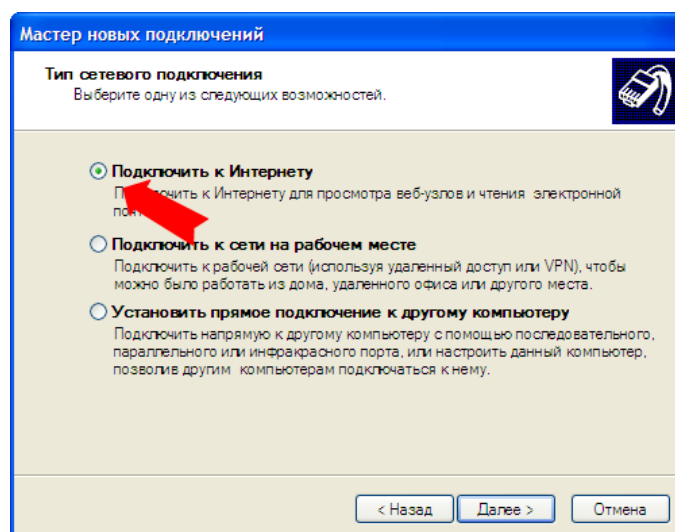 Мастер новых подключений
Тип сетевого подключения
Выберите одну из следующих возможностей.
Подключить к Интернету
Подключить к Интернету для просмотра веб-узлов и чтения электронной
Подключить к сети на рабочем месте
Подключить к рабочей сети (используя удаленный доступ или VPN), чтобы
можно было работать из дома, удаленного офиса или другого места.
Установить прямое подключение к другому компьютеру
Подключить напрямую к другому компьютеру с помощью последовательного,
параллельного или инфракрасного порта, или настроить данный компьютер,
позволив другим компьютерам подключаться к нему.
< Назад Далее > Отмена